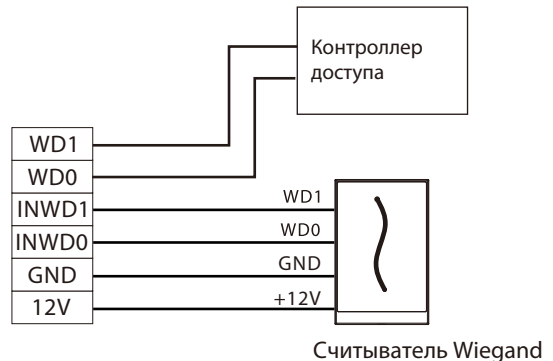 Контроллер
доступа
WD1
WD0
INWD1
INWD0
GND
12V
WD1
WD0
GND
+12V
Считыватель Wiegand